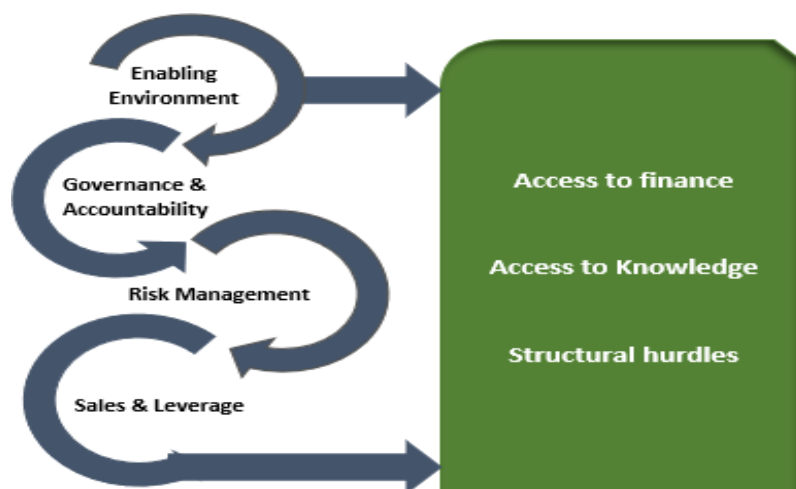 Enabling
Environment
Governance &
Accountability
Risk Management
Sales & Leverage
Access to finance
Access to Knowledge
Structural hurdles